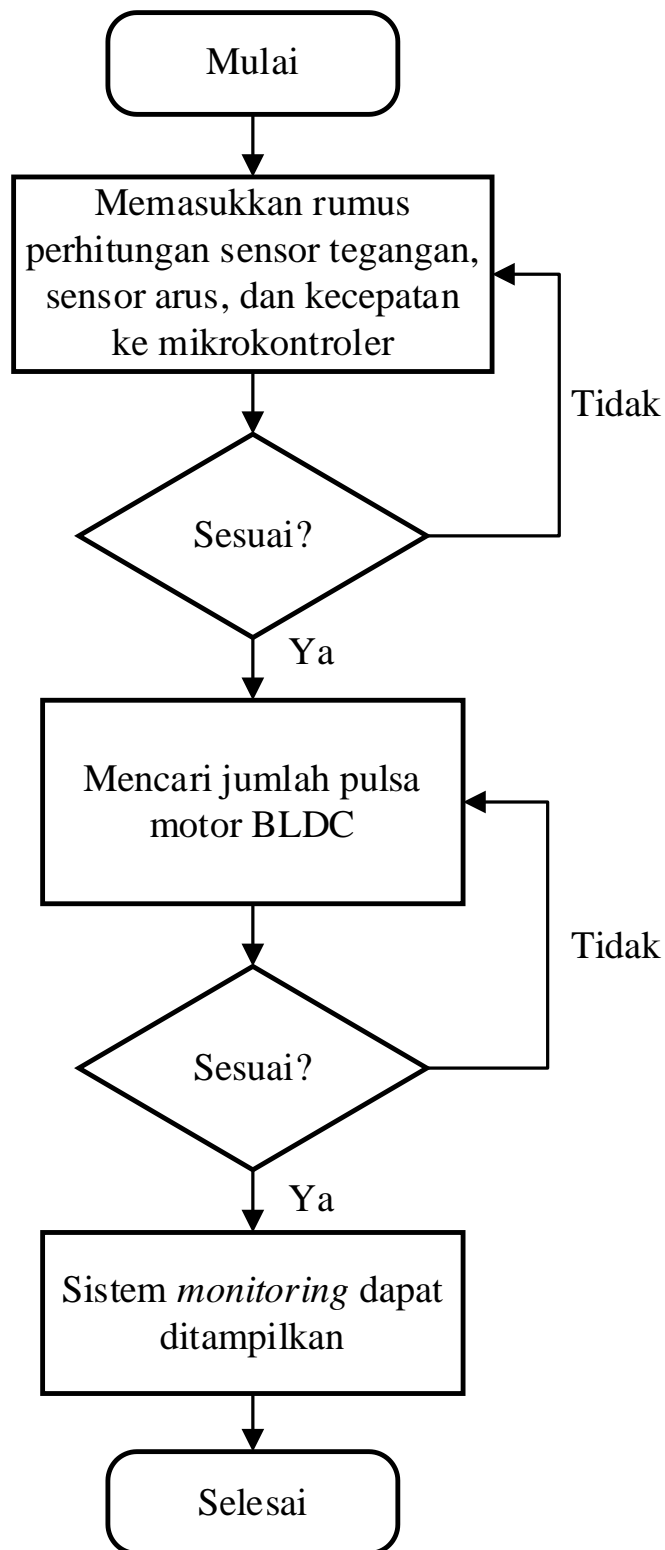 Mulai
Memasukkan rumus
perhitungan sensor tegangan,
sensor arus, dan kecepatan
ke mikrokontroler
Tidak
Sesuai?
Ya
Mencari jumlah pulsa
motor BLDC
Tidak
Sesuai?
Ya
Sistem monitoring dapat
ditampilkan
Selesai